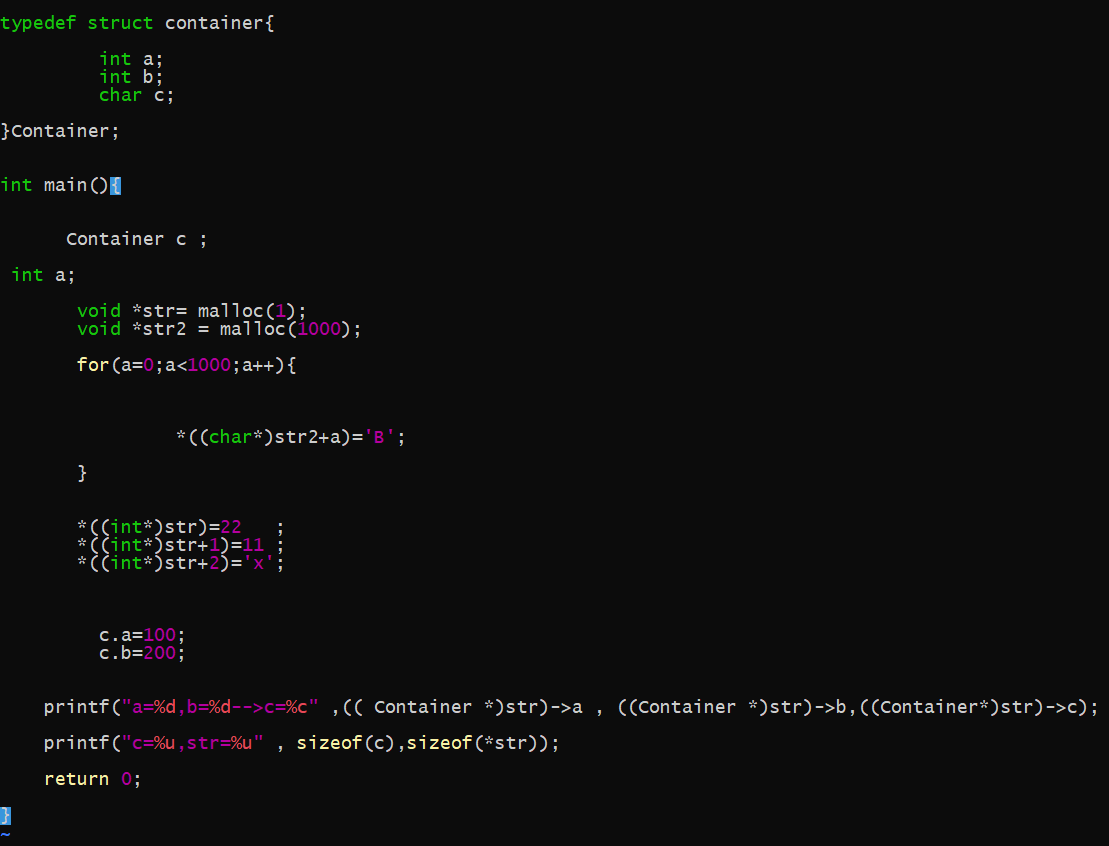 typedef struct container{
int a;
int b;
char c;
}Container;
int main(){
Container c ;
int a;
void *str= malloc(1);
void *str2 = malloc(1000);
for(a=0;a<1000;a++){
*((char*)str2+a)='B';
}
*((int*)str)=22   ;
*((int*)str+1)=11 ;
*((int*)str+2)='x';
c.a=100;
c.b=200;
printf("a=%d,b=%d-->c=%c" ,(( Container *)str)->a , ((Container *)str)->b,((Container*)str)->c);
printf("c=%u,str=%u" , sizeof(c),sizeof(*str));
return 0;
}
~